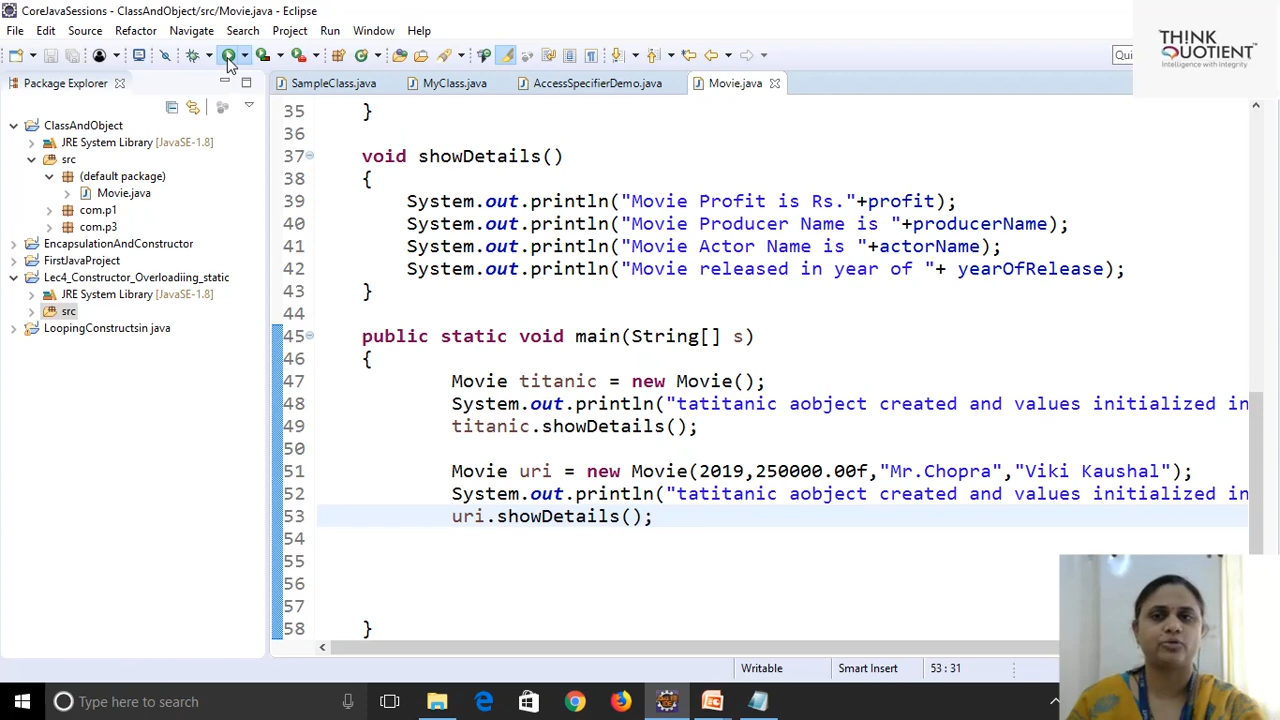 CoreJavaSessions - ClassAndObject/src/Movie.java - Eclipse
File Edit Source Refactor Navigate Search Project Run Window Help
THINK
QUOTIENT
Intelligence with Integrity
Qui
Package Explorer
SampleClass.java MyClass.java AccessSpecifierDemo.java Movie.java
ClassAndObject
JRE System Library [JavaSE-1.8]
src
(default package)
Movie.java
com.p1
com.p3
EncapsulationAndConstructor
FirstJavaProject
Lec4_Constructor_Overloadiing_static
JRE System Library [JavaSE-1.8]
src
LoopingConstructsin java
35 }
36
37 void showDetails()
38 {
39 System.out.println("Movie Profit is Rs."+profit);
40 System.out.println("Movie Producer Name is "+producerName);
41 System.out.println("Movie Actor Name is "+actorName);
42 System.out.println("Movie released in year of "+ yearOfRelease);
43 }
44
45 public static void main(String[] s)
46 {
47 Movie titanic = new Movie();
48 System.out.println("tatitanic aobject created and values initialized in
49 titanic.showDetails();
50
51 Movie uri = new Movie(2019,250000.00f,"Mr.Chopra","Viki Kaushal");
52 System.out.println("tatitanic aobject created and values initialized in
53 uri.showDetails();
54
55
56
57
58 }
Writable Smart Insert 53 : 31
Type here to search